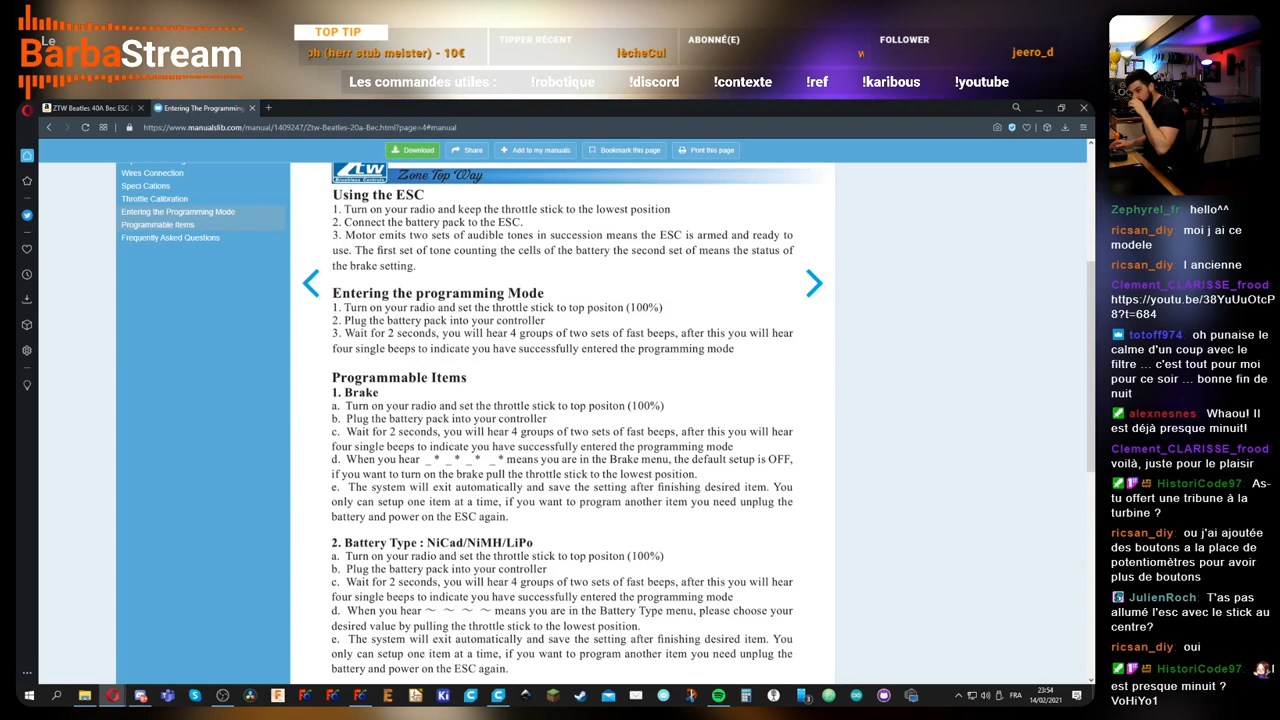 Le
BarbaStream
TOP TIP
ph (herr stub meister) - 10€
TIPPER RÉCENT
lècheCul
ABONNÉ(E)
FOLLOWER
jeero_d
Les commandes utiles : !robotique !discord !contexte !ref !karibous !youtube
ZTW Beatles 40A Bec ESC
Entering The Programming
https://www.manualslib.com/manual/1409247/Ztw-Beatles-20a-Bec.html?page=4#manual
Download
Share
Add to my manuals
Bookmark this page
Print this page
Wires Connection
Speci Cations
Throttle Calibration
Entering the Programming Mode
Programmable Items
Frequently Asked Questions
ZTW
Brushless Controls
Zone Top Way
Using the ESC
1. Turn on your radio and keep the throttle stick to the lowest position
2. Connect the battery pack to the ESC.
3. Motor emits two sets of audible tones in succession means the ESC is armed and ready to
use. The first set of tone counting the cells of the battery the second set of means the status of
the brake setting.
Entering the programming Mode
1. Turn on your radio and set the throttle stick to top positon (100%)
2. Plug the battery pack into your controller
3. Wait for 2 seconds, you will hear 4 groups of two sets of fast beeps, after this you will hear
four single beeps to indicate you have successfully entered the programming mode
Programmable Items
1. Brake
a. Turn on your radio and set the throttle stick to top positon (100%)
b. Plug the battery pack into your controller
c. Wait for 2 seconds, you will hear 4 groups of two sets of fast beeps, after this you will hear
four single beeps to indicate you have successfully entered the programming mode
d. When you hear _* _* _* _* means you are in the Brake menu, the default setup is OFF,
if you want to turn on the brake pull the throttle stick to the lowest position.
e. The system will exit automatically and save the setting after finishing desired item. You
only can setup one item at a time, if you want to program another item you need unplug the
battery and power on the ESC again.
2. Battery Type : NiCad/NiMH/LiPo
a. Turn on your radio and set the throttle stick to top positon (100%)
b. Plug the battery pack into your controller
c. Wait for 2 seconds, you will hear 4 groups of two sets of fast beeps, after this you will hear
four single beeps to indicate you have successfully entered the programming mode
d. When you hear ~ ~ ~ ~ means you are in the Battery Type menu, please choose your
desired value by pulling the throttle stick to the lowest position.
e. The system will exit automatically and save the setting after finishing desired item. You
only can setup one item at a time, if you want to program another item you need unplug the
battery and power on the ESC again.
Zephyrel_fr: hello^^
ricsan_diy: moi j ai ce
modele
ricsan_diy: l ancienne
Clement_CLARISSE_frood:
https://youtu.be/38YuUuOtcP
8?t=684
totoff974: oh punaise le
calme d'un coup avec le
filtre ... c'est tout pour moi
pour ce soir ... bonne fin de
nuit
alexnesnes: Whaou! Il
est déjà presque minuit!
Clement_CLARISSE_frood:
voilà, juste pour le plaisir
HistoriCode97: As-
tu offert une tribune à la
turbine ?
ricsan_diy: ou j'ai ajoutée
des boutons a la place de
potentiomètres pour avoir
plus de boutons
JulienRoch: T'as pas
allumé l'esc avec le stick au
centre?
ricsan_diy: oui
HistoriCode97: Il
est presque minuit ?
VoHiYo1
FR
23:54
14/02/2021